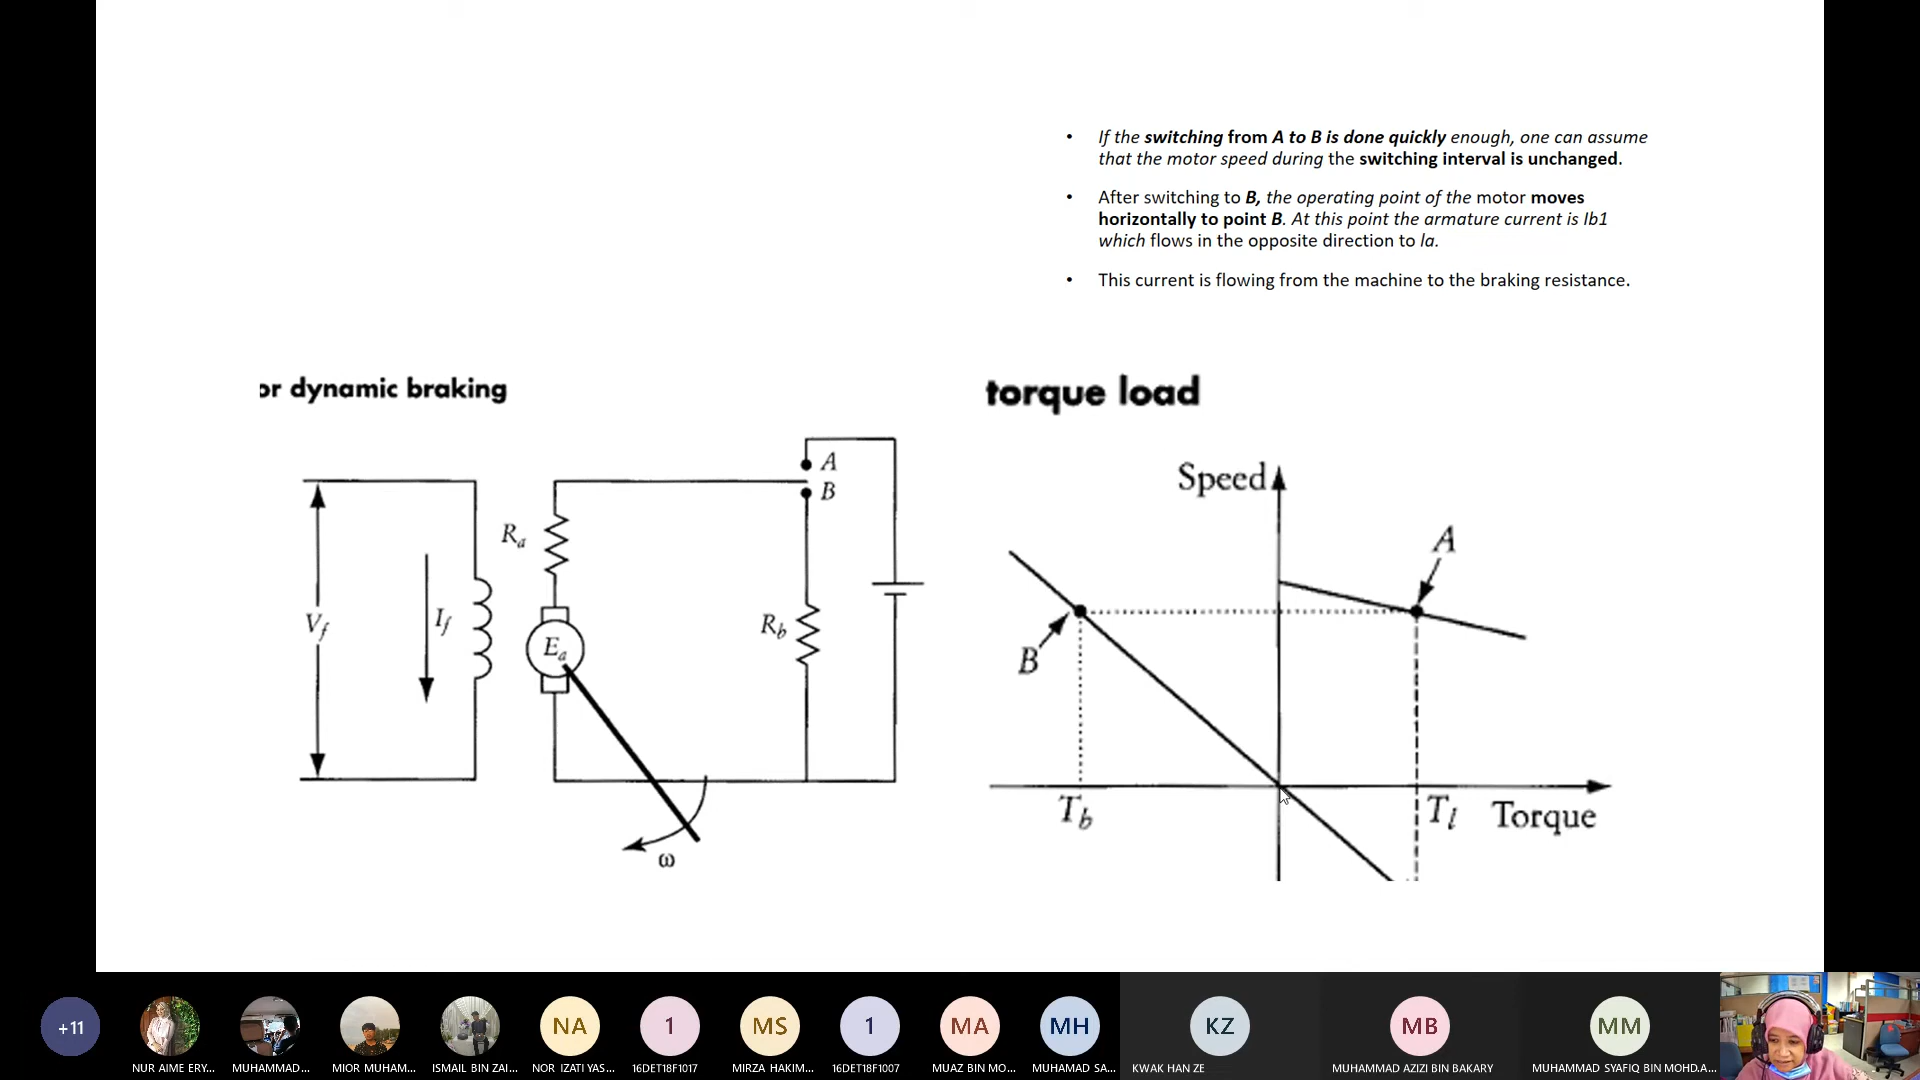 • If the switching from A to B is done quickly enough, one can assume
that the motor speed during the switching interval is unchanged.
• After switching to B, the operating point of the motor moves
horizontally to point B. At this point the armature current is Ib1
which flows in the opposite direction to la.
• This current is flowing from the machine to the braking resistance.
or dynamic braking
torque load
A
B
Ra
Vf
If
Ea
Rb
ω
Speed
A
B
Tb
Tl
Torque
+11
NUR AIME ERY...
MUHAMMAD...
MIOR MUHAM...
ISMAIL BIN ZAI...
NA
NOR IZATI YAS...
1
16DET18F1017
MS
MIRZA HAKIM...
1
16DET18F1007
MA
MUAZ BIN MO...
MH
MUHAMAD SA...
KZ
KWAK HAN ZE
MB
MUHAMMAD AZIZI BIN BAKARY
MM
MUHAMMAD SYAFIQ BIN MOHD.A...